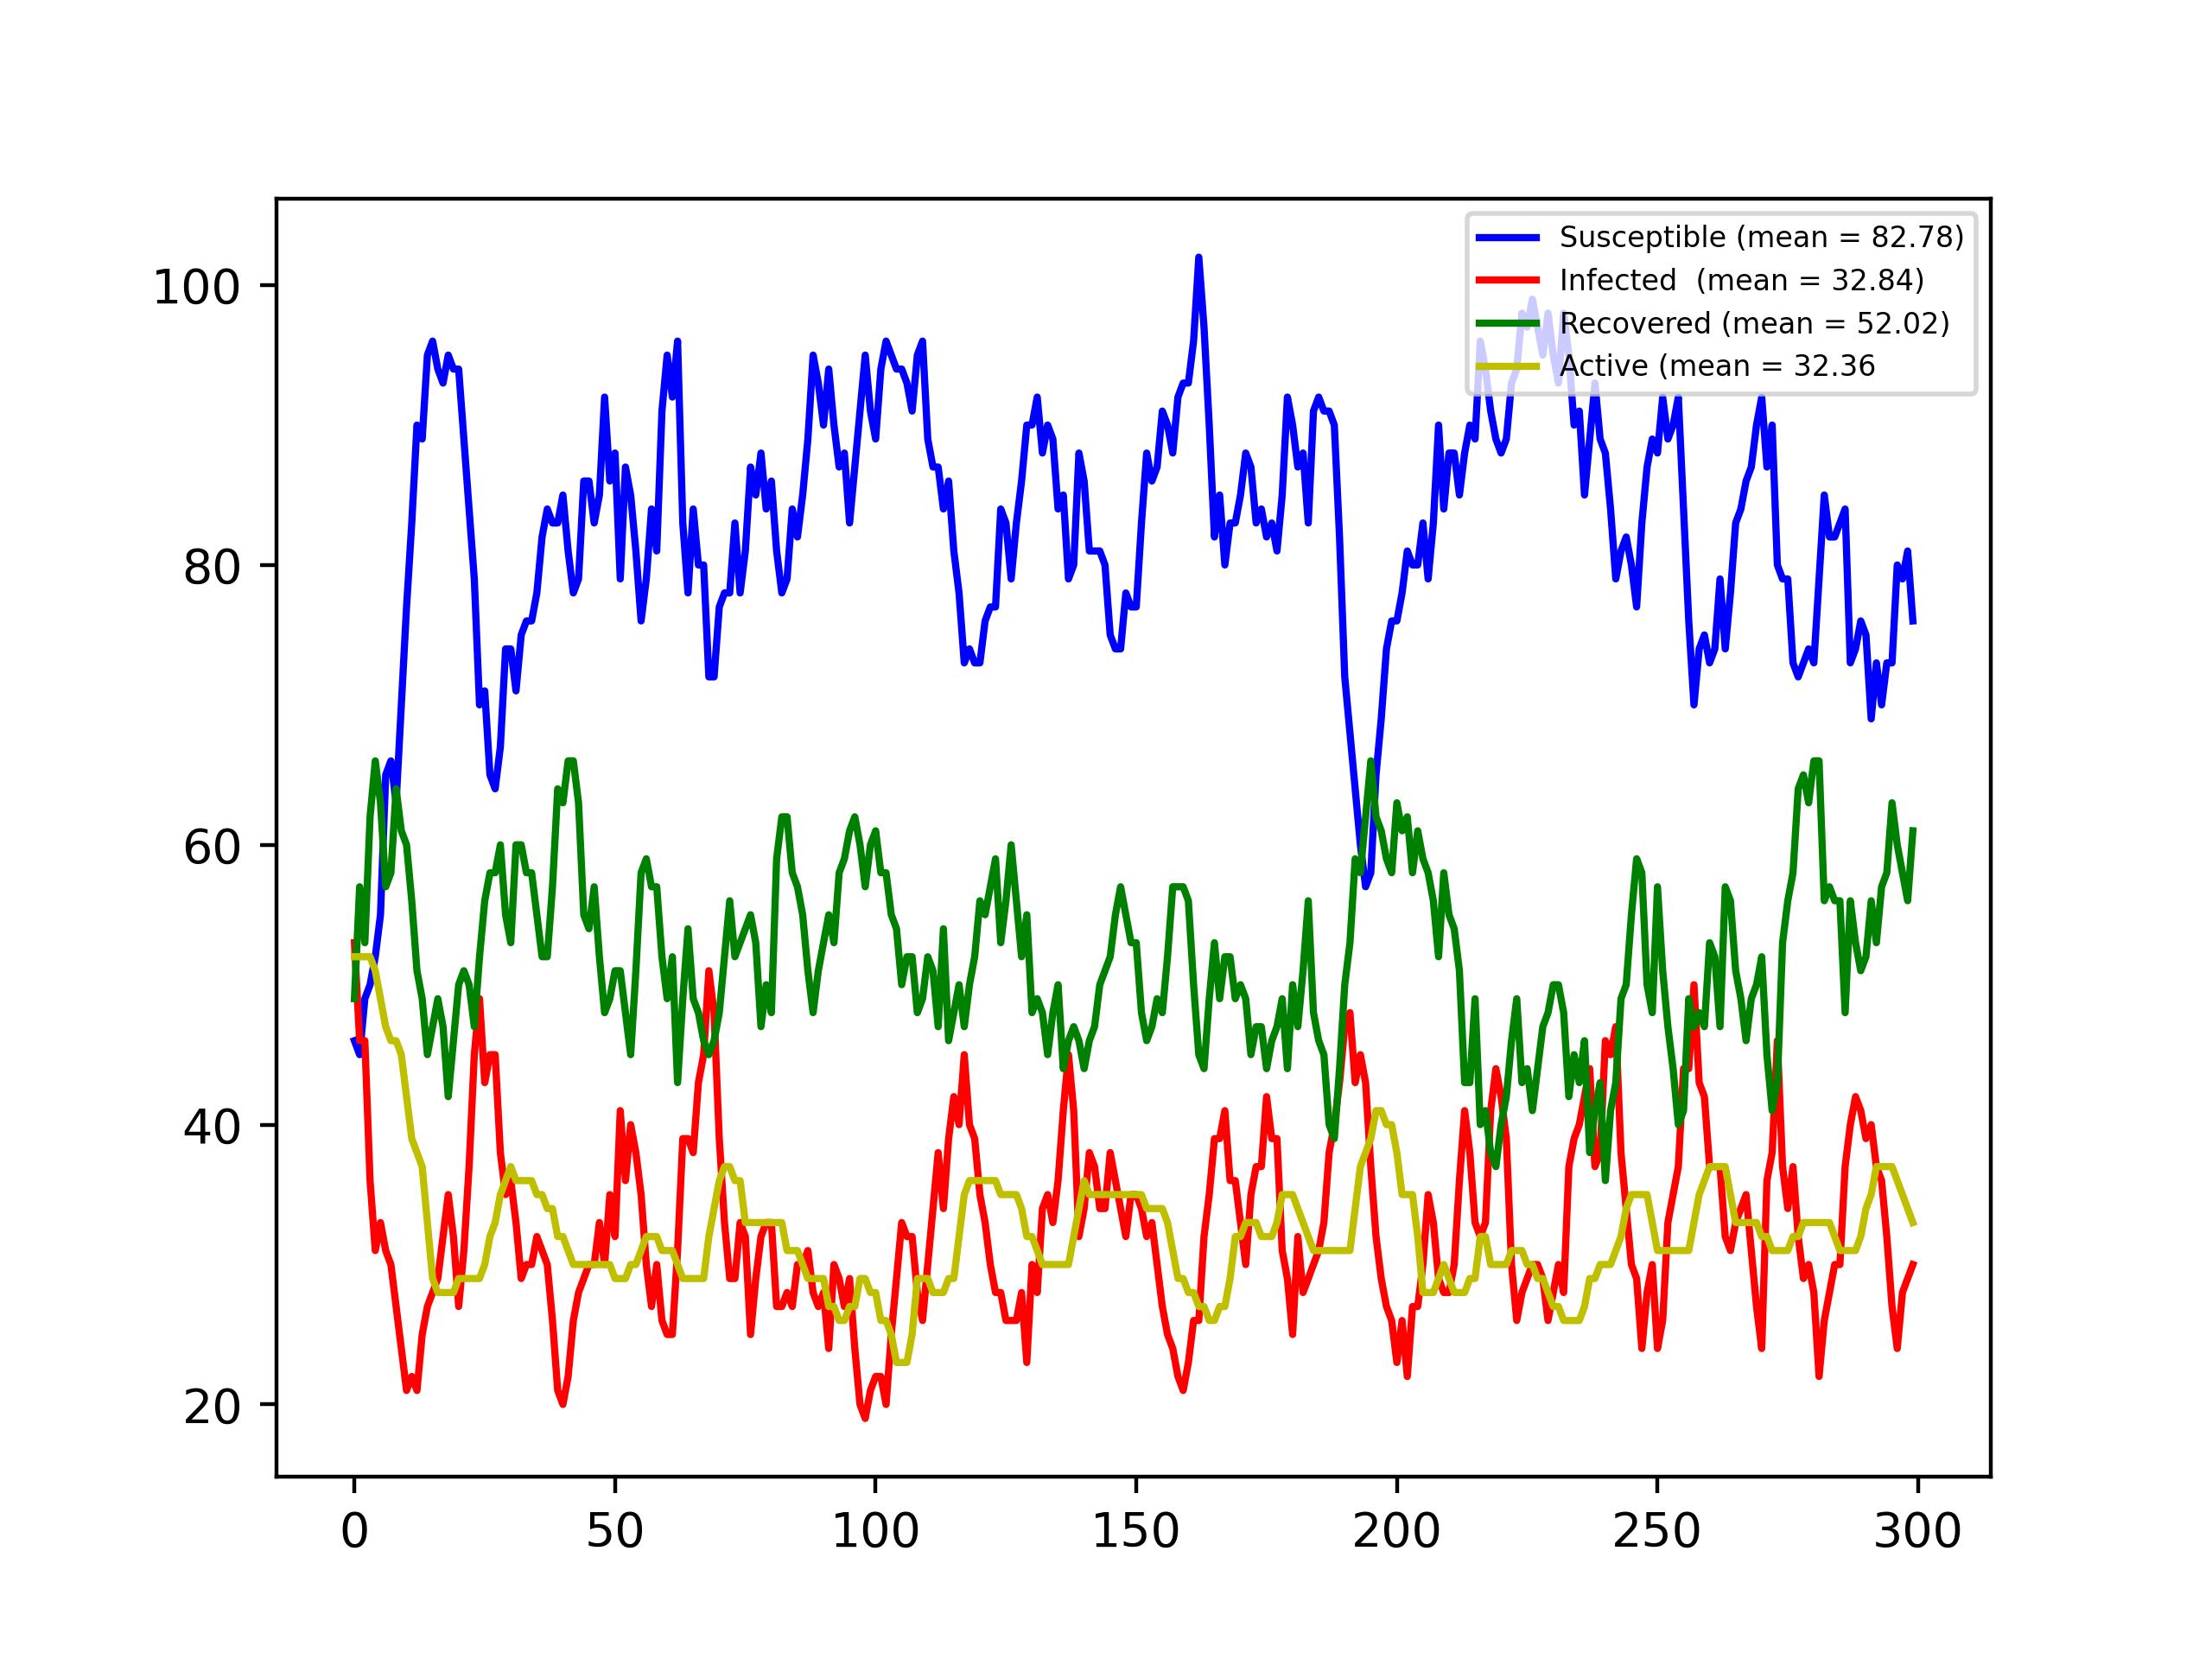 Susceptible (mean = 82.78)
Infected  (mean = 32.84)
Recovered (mean = 52.02)
Active (mean = 32.36
100
80
60
40
20
0 50 100 150 200 250 300